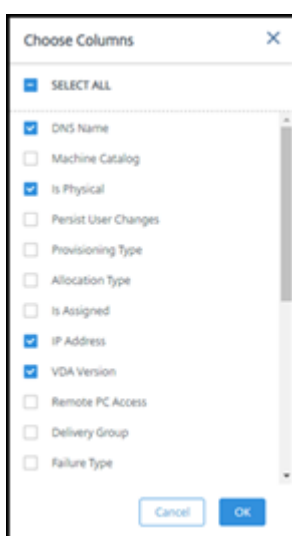 Choose Columns
SELECT ALL
DNS Name
Machine Catalog
Is Physical
Persist User Changes
Provisioning Type
Allocation Type
Is Assigned
IP Address
VDA Version
Remote PC Access
Delivery Group
Failure Type
Cancel
OK